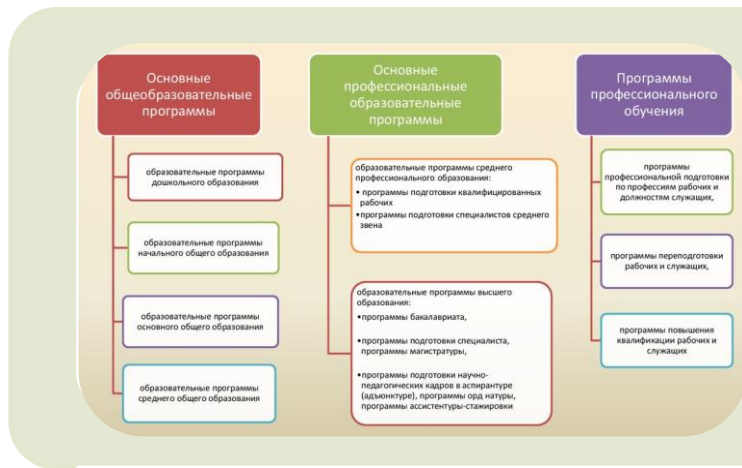 Основные
общеобразовательные
программы
образовательные программы
дошкольного образования
образовательные программы
начального общего образования
образовательные программы
основного общего образования
образовательные программы
среднего общего образования
Основные
профессиональные
образовательные
программы
образовательные программы среднего
профессионального образования:
• программы подготовки квалифицированных
рабочих
•программы подготовки специалистов среднего
звена
образовательные программы высшего
образования:
•программы бакалавриата,
•программы подготовки специалиста,
программы магистратуры,
•программы подготовки научно-
педагогических кадров в аспирантуре
(адъюнктуре), программы орд натуры,
программы ассистентуры-стажировки
Программы
профессионального
обучения
программы
профессиональной подготовки
по профессиям рабочих и
должностям служащих,
программы переподготовки
рабочих и служащих,
программы повышения
квалификации рабочих и
служащих